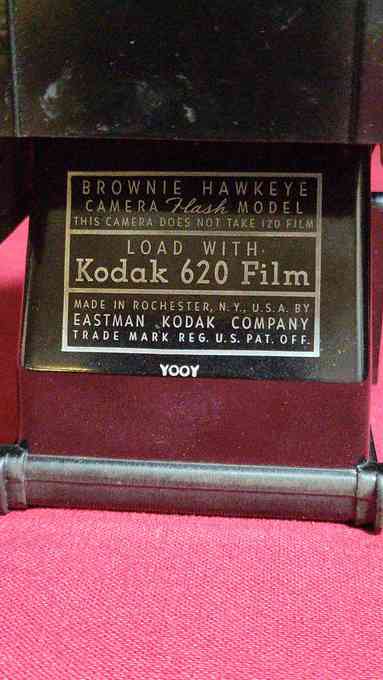 BROWNIE HAWKEYE
CAMERA Flash MODEL
THIS CAMERA DOES NOT TAKE 120 FILM
LOAD WITH
Kodak 620 Film
MADE IN ROCHESTER, N.Y., U.S.A. BY
EASTMAN KODAK COMPANY
TRADE MARK REG. U.S. PAT. OFF.
YOOY